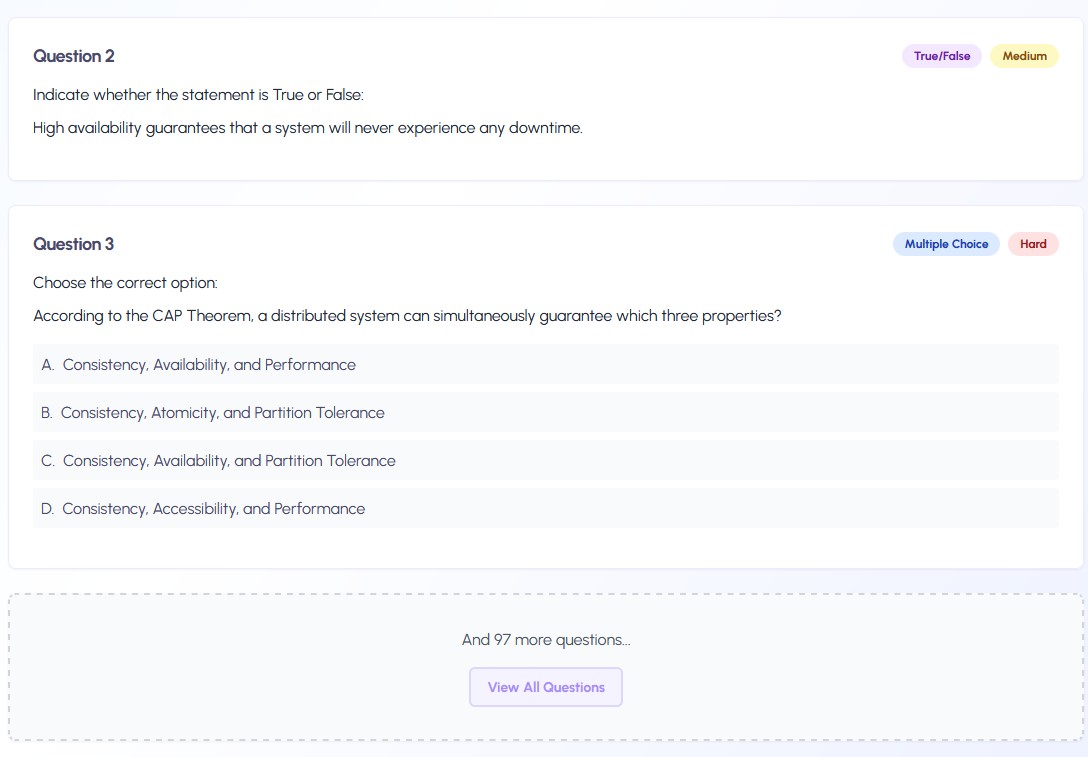 Question 2
True/False
Medium
Indicate whether the statement is True or False:
High availability guarantees that a system will never experience any downtime.
Question 3
Multiple Choice
Hard
Choose the correct option:
According to the CAP Theorem, a distributed system can simultaneously guarantee which three properties?
A. Consistency, Availability, and Performance
B. Consistency, Atomicity, and Partition Tolerance
C. Consistency, Availability, and Partition Tolerance
D. Consistency, Accessibility, and Performance
And 97 more questions...
View All Questions